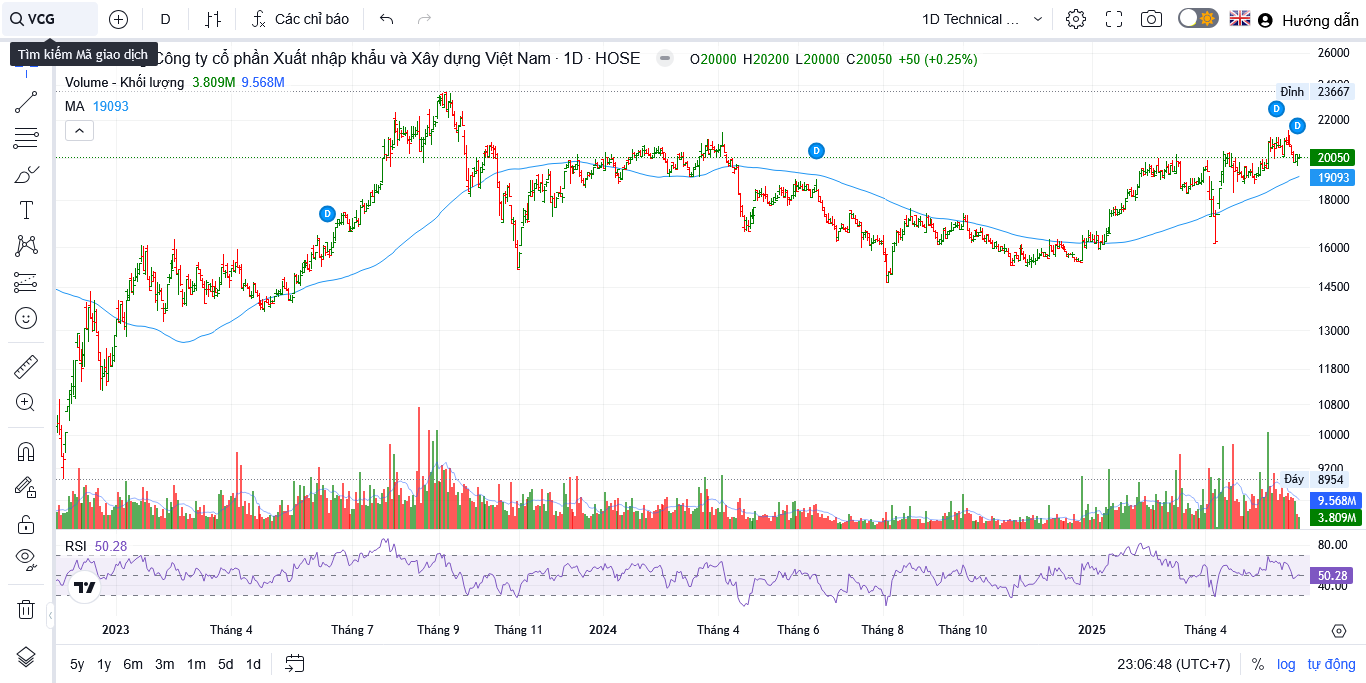 VCG
D
Các chỉ báo
1D Technical ...
Hướng dẫn
Tìm kiếm Mã giao dịch
Công ty cổ phần Xuất nhập khẩu và Xây dựng Việt Nam · 1D · HOSE
O20000 H20200 L20000 C20050 +50 (+0.25%)
Volume - Khối lượng 3.809M 9.568M
MA 19093
26000
24000
Đỉnh 23667
22000
20050
19093
18000
16000
14500
13000
11800
10800
10000
9200
Đáy 8954
9.568M
3.809M
D
D
D
D
RSI 50.28
80.00
50.28
40.00
2023
Tháng 4
Tháng 7
Tháng 9
Tháng 11
2024
Tháng 4
Tháng 6
Tháng 8
Tháng 10
2025
Tháng 4
5y 1y 6m 3m 1m 5d 1d
23:06:48 (UTC+7)
% log tự động